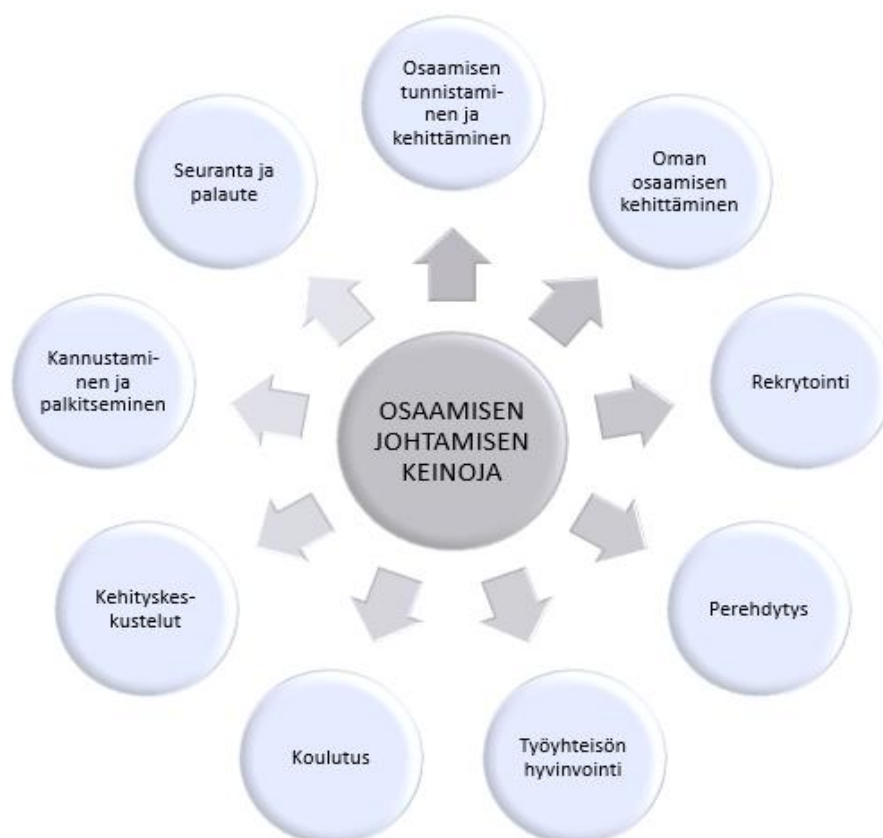 Osaamisen
tunnistami-
nen ja
kehittäminen
Oman
osaamisen
kehittäminen
Rekrytointi
Perehdytys
Työyhteisön
hyvinvointi
Koulutus
Kehityskes-
kustelut
Kannustami-
nen ja
palkitseminen
Seuranta ja
palaute
OSAAMISEN
JOHTAMISEN
KEINOJA